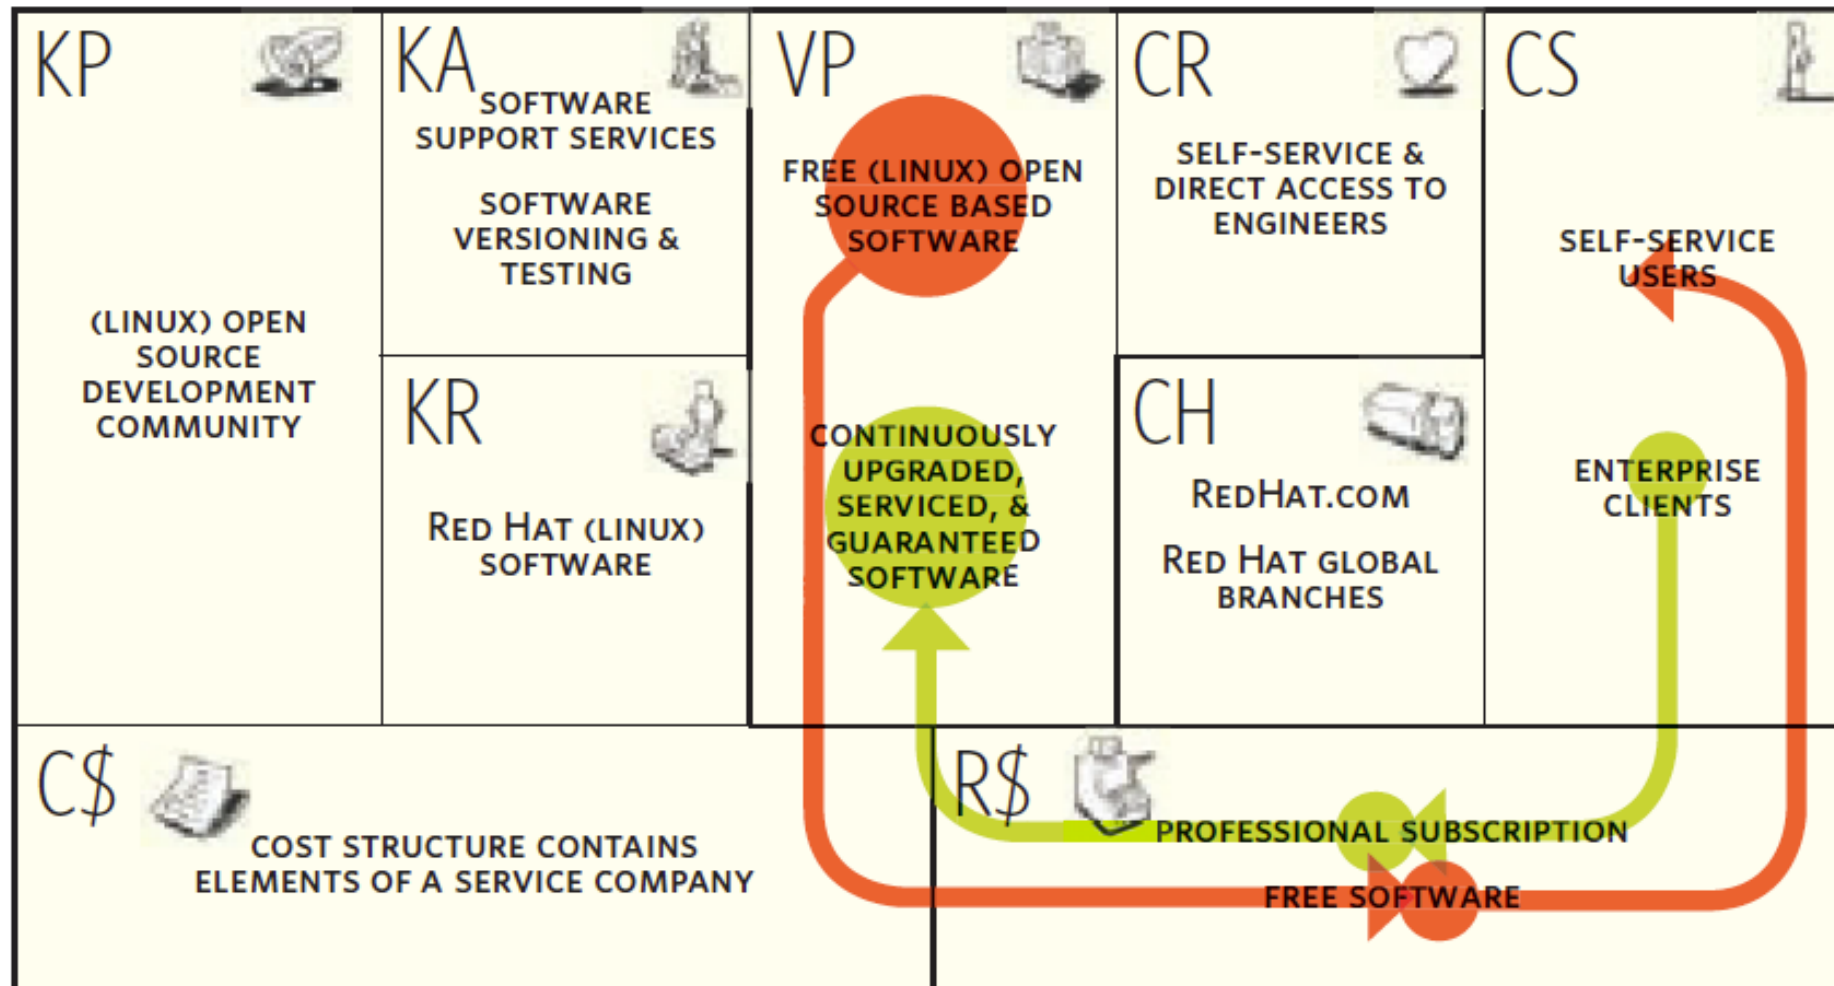 KP
(LINUX) OPEN
SOURCE
DEVELOPMENT
COMMUNITY
KA
SOFTWARE
SUPPORT SERVICES
SOFTWARE
VERSIONING &
TESTING
KR
RED HAT (LINUX)
SOFTWARE
VP
FREE (LINUX) OPEN
SOURCE BASED
SOFTWARE
CONTINUOUSLY
UPGRADED,
SERVICED, &
GUARANTEED
SOFTWARE
CR
SELF-SERVICE &
DIRECT ACCESS TO
ENGINEERS
CH
REDHAT.COM
RED HAT GLOBAL
BRANCHES
CS
SELF-SERVICE
USERS
ENTERPRISE
CLIENTS
C$
COST STRUCTURE CONTAINS
ELEMENTS OF A SERVICE COMPANY
R$
PROFESSIONAL SUBSCRIPTION
FREE SOFTWARE